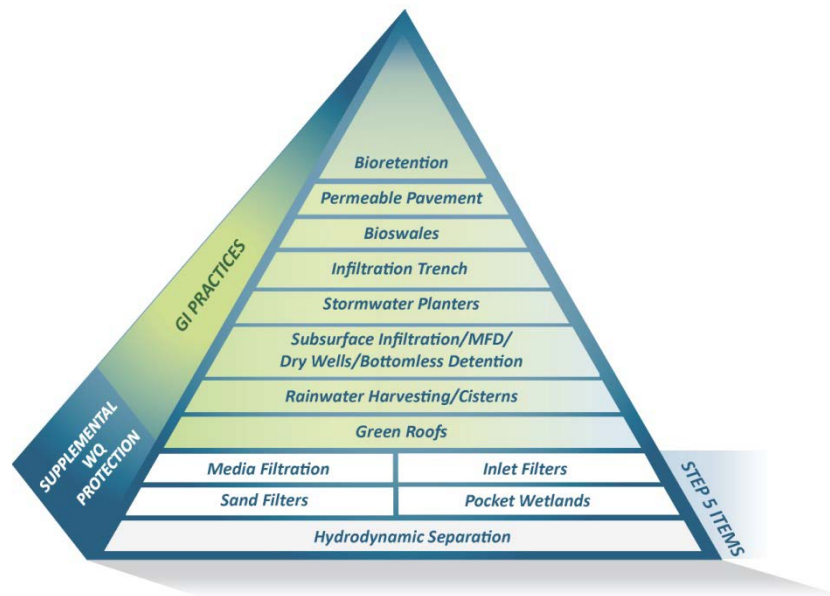 Bioretention
Permeable Pavement
Bioswales
Infiltration Trench
Stormwater Planters
Subsurface Infiltration/MFD/
Dry Wells/Bottomless Detention
Rainwater Harvesting/Cisterns
Green Roofs
Media Filtration
Inlet Filters
Sand Filters
Pocket Wetlands
Hydrodynamic Separation
GI PRACTICES
SUPPLEMENTAL
WQ
PROTECTION
STEP 5 ITEMS